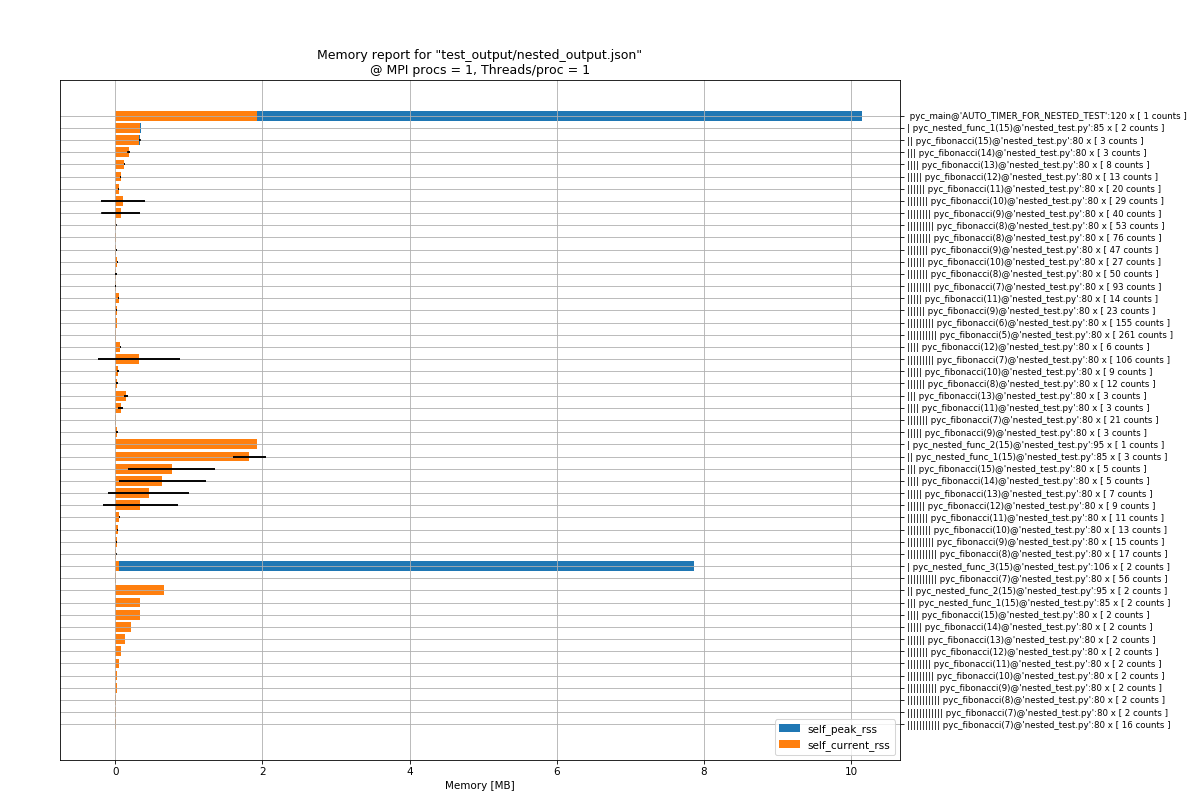 Memory report for "test_output/nested_output.json"
@ MPI procs = 1, Threads/proc = 1
pyc_main@'AUTO_TIMER_FOR_NESTED_TEST':120 x [ 1 counts ]
| pyc_nested_func_1(15)@'nested_test.py':85 x [ 2 counts ]
|| pyc_fibonacci(15)@'nested_test.py':80 x [ 3 counts ]
||| pyc_fibonacci(14)@'nested_test.py':80 x [ 3 counts ]
|||| pyc_fibonacci(13)@'nested_test.py':80 x [ 8 counts ]
||||| pyc_fibonacci(12)@'nested_test.py':80 x [ 13 counts ]
|||||| pyc_fibonacci(11)@'nested_test.py':80 x [ 20 counts ]
||||||| pyc_fibonacci(10)@'nested_test.py':80 x [ 29 counts ]
|||||||| pyc_fibonacci(9)@'nested_test.py':80 x [ 40 counts ]
||||||||| pyc_fibonacci(8)@'nested_test.py':80 x [ 53 counts ]
|||||||| pyc_fibonacci(8)@'nested_test.py':80 x [ 76 counts ]
||||||| pyc_fibonacci(9)@'nested_test.py':80 x [ 47 counts ]
|||||| pyc_fibonacci(10)@'nested_test.py':80 x [ 27 counts ]
||||||| pyc_fibonacci(8)@'nested_test.py':80 x [ 50 counts ]
|||||||| pyc_fibonacci(7)@'nested_test.py':80 x [ 93 counts ]
||||| pyc_fibonacci(11)@'nested_test.py':80 x [ 14 counts ]
|||||| pyc_fibonacci(9)@'nested_test.py':80 x [ 23 counts ]
||||||||| pyc_fibonacci(6)@'nested_test.py':80 x [ 155 counts ]
|||||||||| pyc_fibonacci(5)@'nested_test.py':80 x [ 261 counts ]
|||| pyc_fibonacci(12)@'nested_test.py':80 x [ 6 counts ]
||||||||| pyc_fibonacci(7)@'nested_test.py':80 x [ 106 counts ]
||||| pyc_fibonacci(10)@'nested_test.py':80 x [ 9 counts ]
|||||| pyc_fibonacci(8)@'nested_test.py':80 x [ 12 counts ]
||| pyc_fibonacci(13)@'nested_test.py':80 x [ 3 counts ]
|||| pyc_fibonacci(11)@'nested_test.py':80 x [ 3 counts ]
||||||| pyc_fibonacci(7)@'nested_test.py':80 x [ 21 counts ]
||||| pyc_fibonacci(9)@'nested_test.py':80 x [ 3 counts ]
| pyc_nested_func_2(15)@'nested_test.py':95 x [ 1 counts ]
|| pyc_nested_func_1(15)@'nested_test.py':85 x [ 3 counts ]
||| pyc_fibonacci(15)@'nested_test.py':80 x [ 5 counts ]
|||| pyc_fibonacci(14)@'nested_test.py':80 x [ 5 counts ]
||||| pyc_fibonacci(13)@'nested_test.py':80 x [ 7 counts ]
|||||| pyc_fibonacci(12)@'nested_test.py':80 x [ 9 counts ]
||||||| pyc_fibonacci(11)@'nested_test.py':80 x [ 11 counts ]
|||||||| pyc_fibonacci(10)@'nested_test.py':80 x [ 13 counts ]
||||||||| pyc_fibonacci(9)@'nested_test.py':80 x [ 15 counts ]
|||||||||| pyc_fibonacci(8)@'nested_test.py':80 x [ 17 counts ]
| pyc_nested_func_3(15)@'nested_test.py':106 x [ 2 counts ]
|||||||||| pyc_fibonacci(7)@'nested_test.py':80 x [ 56 counts ]
|| pyc_nested_func_2(15)@'nested_test.py':95 x [ 2 counts ]
||| pyc_nested_func_1(15)@'nested_test.py':85 x [ 2 counts ]
|||| pyc_fibonacci(15)@'nested_test.py':80 x [ 2 counts ]
||||| pyc_fibonacci(14)@'nested_test.py':80 x [ 2 counts ]
|||||| pyc_fibonacci(13)@'nested_test.py':80 x [ 2 counts ]
||||||| pyc_fibonacci(12)@'nested_test.py':80 x [ 2 counts ]
|||||||| pyc_fibonacci(11)@'nested_test.py':80 x [ 2 counts ]
||||||||| pyc_fibonacci(10)@'nested_test.py':80 x [ 2 counts ]
|||||||||| pyc_fibonacci(9)@'nested_test.py':80 x [ 2 counts ]
||||||||||| pyc_fibonacci(8)@'nested_test.py':80 x [ 2 counts ]
|||||||||||| pyc_fibonacci(7)@'nested_test.py':80 x [ 2 counts ]
||||||||||| pyc_fibonacci(7)@'nested_test.py':80 x [ 16 counts ]
self_peak_rss
self_current_rss
0 2 4 6 8 10
Memory [MB]